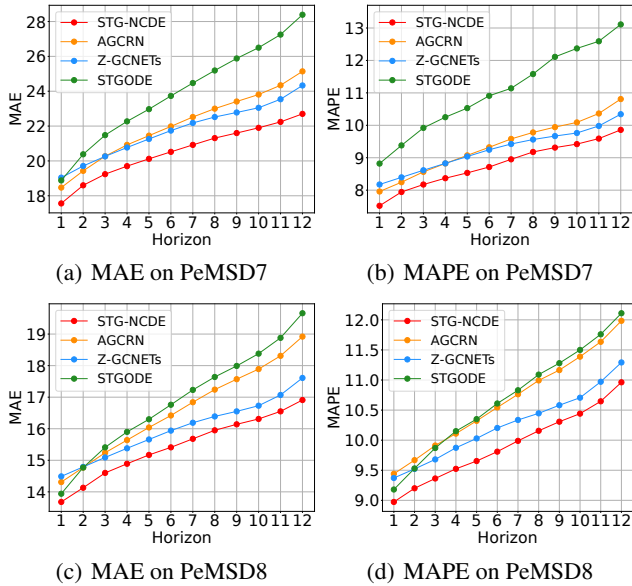 28
26
24
22
20
18
MAE
STG-NCDE
AGCRN
Z-GCNETs
STGODE
1 2 3 4 5 6 7 8 9 10 11 12
Horizon
(a) MAE on PeMSD7
13
12
11
10
9
8
MAPE
STG-NCDE
AGCRN
Z-GCNETs
STGODE
1 2 3 4 5 6 7 8 9 10 11 12
Horizon
(b) MAPE on PeMSD7
19
18
17
16
15
14
MAE
STG-NCDE
AGCRN
Z-GCNETs
STGODE
1 2 3 4 5 6 7 8 9 10 11 12
Horizon
(c) MAE on PeMSD8
12.0
11.5
11.0
10.5
10.0
9.5
9.0
MAPE
STG-NCDE
AGCRN
Z-GCNETs
STGODE
1 2 3 4 5 6 7 8 9 10 11 12
Horizon
(d) MAPE on PeMSD8